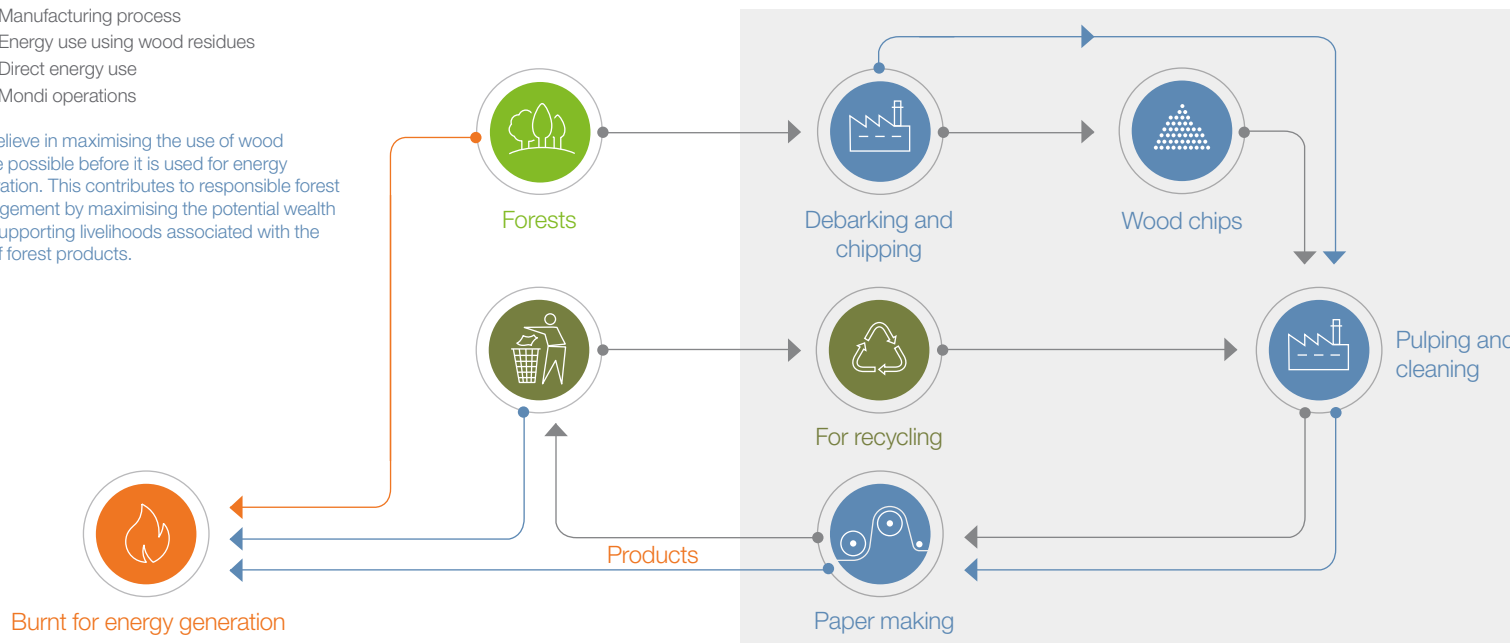 Manufacturing process
Energy use using wood residues
Direct energy use
Mondi operations
elieve in maximising the use of wood
e possible before it is used for energy
ation. This contributes to responsible forest
gement by maximising the potential wealth
upporting livelihoods associated with the
f forest products.
Forests
Debarking and
chipping
Wood chips
Pulping and
cleaning
For recycling
Products
Burnt for energy generation
Paper making